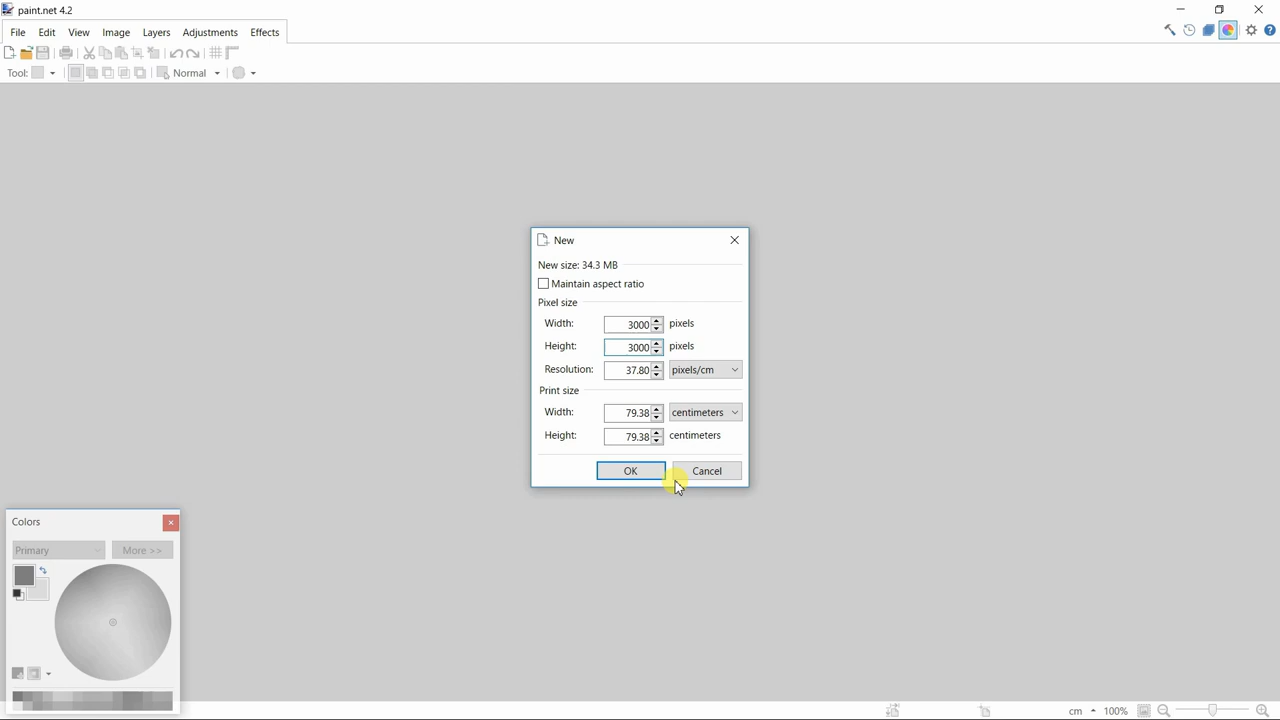 paint.net 4.2
File Edit View Image Layers Adjustments Effects
Tool: Normal
New
New size: 34.3 MB
Maintain aspect ratio
Pixel size
Width: 3000 pixels
Height: 3000 pixels
Resolution: 37.80 pixels/cm
Print size
Width: 79.38 centimeters
Height: 79.38 centimeters
OK Cancel
Colors
Primary More >>
cm 100%